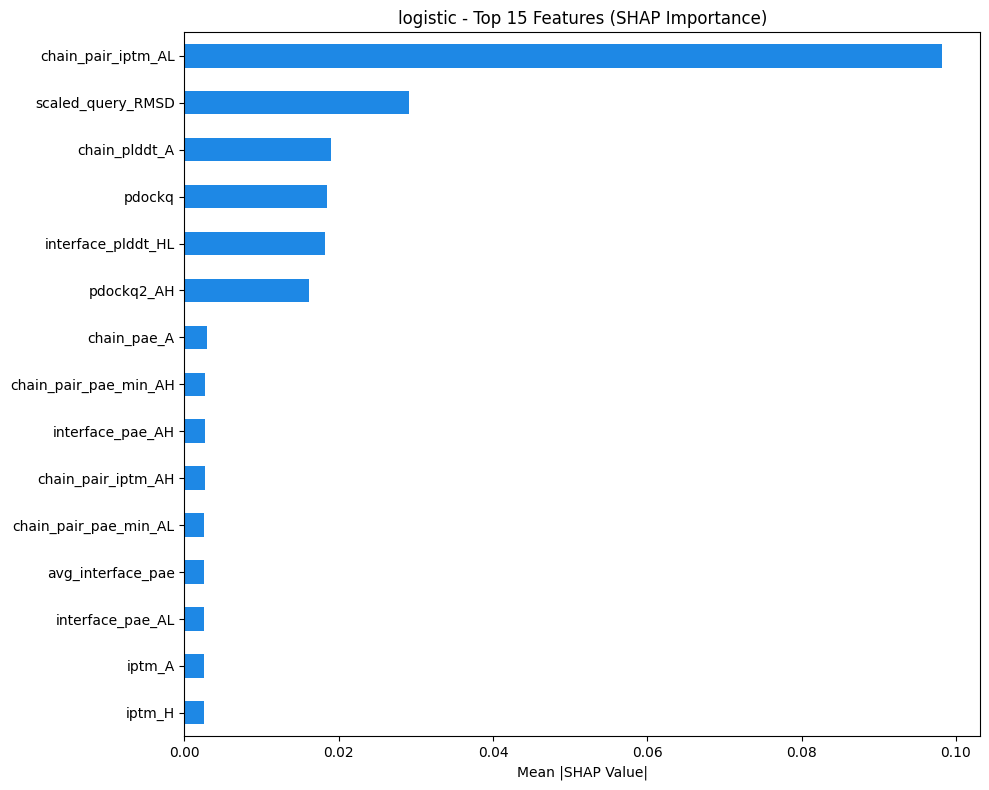 logistic - Top 15 Features (SHAP Importance)
chain_pair_iptm_AL
scaled_query_RMSD
chain_plddt_A
pdockq
interface_plddt_HL
pdockq2_AH
chain_pae_A
chain_pair_pae_min_AH
interface_pae_AH
chain_pair_iptm_AH
chain_pair_pae_min_AL
avg_interface_pae
interface_pae_AL
iptm_A
iptm_H
0.00 0.02 0.04 0.06 0.08 0.10
Mean |SHAP Value|